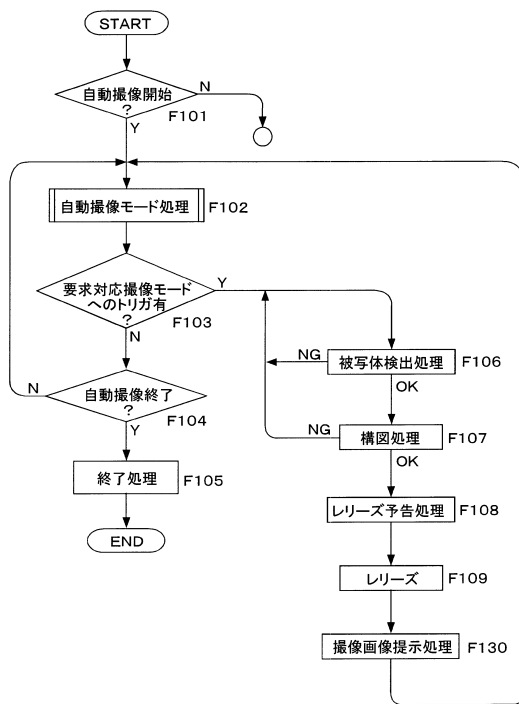 START
自動撮像開始
?
F101
N
Y
自動撮像モード処理
F102
要求対応撮像モード
へのトリガ有
?
F103
Y
N
自動撮像終了
?
F104
N
Y
終了処理
F105
END
被写体検出処理
F106
NG
OK
構図処理
F107
NG
OK
レリーズ予告処理
F108
レリーズ
F109
撮像画像提示処理
F130